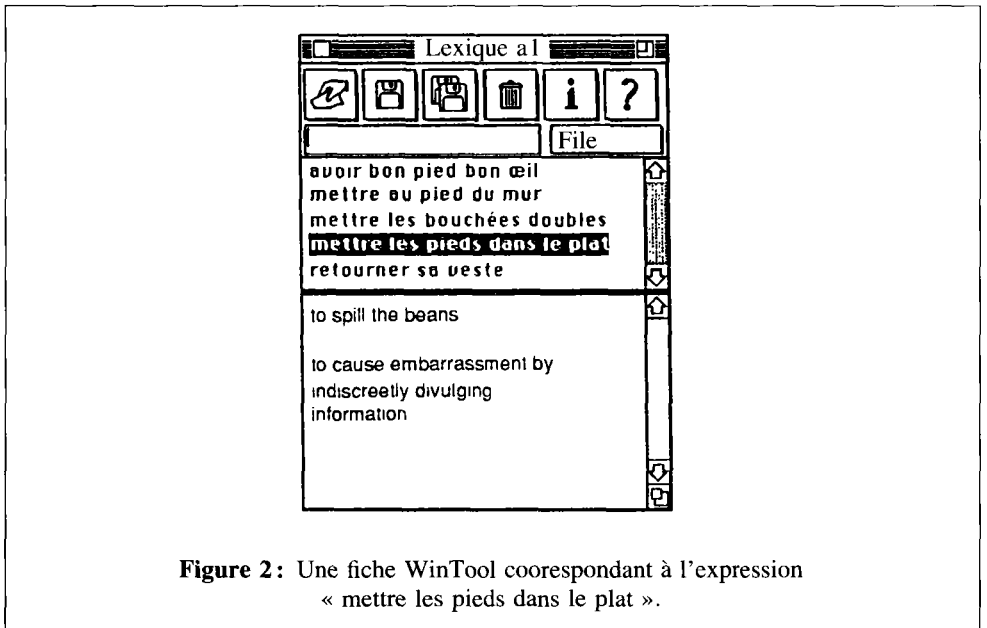 Lexique a1
i ?
File
avoir bon pied bon œil
mettre au pied du mur
mettre les bouchées doubles
mettre les pieds dans le plat
retourner sa veste
to spill the beans
to cause embarrassment by
indiscreetly divulging
information
Figure 2: Une fiche WinTool coorespondant à l'expression
« mettre les pieds dans le plat ».